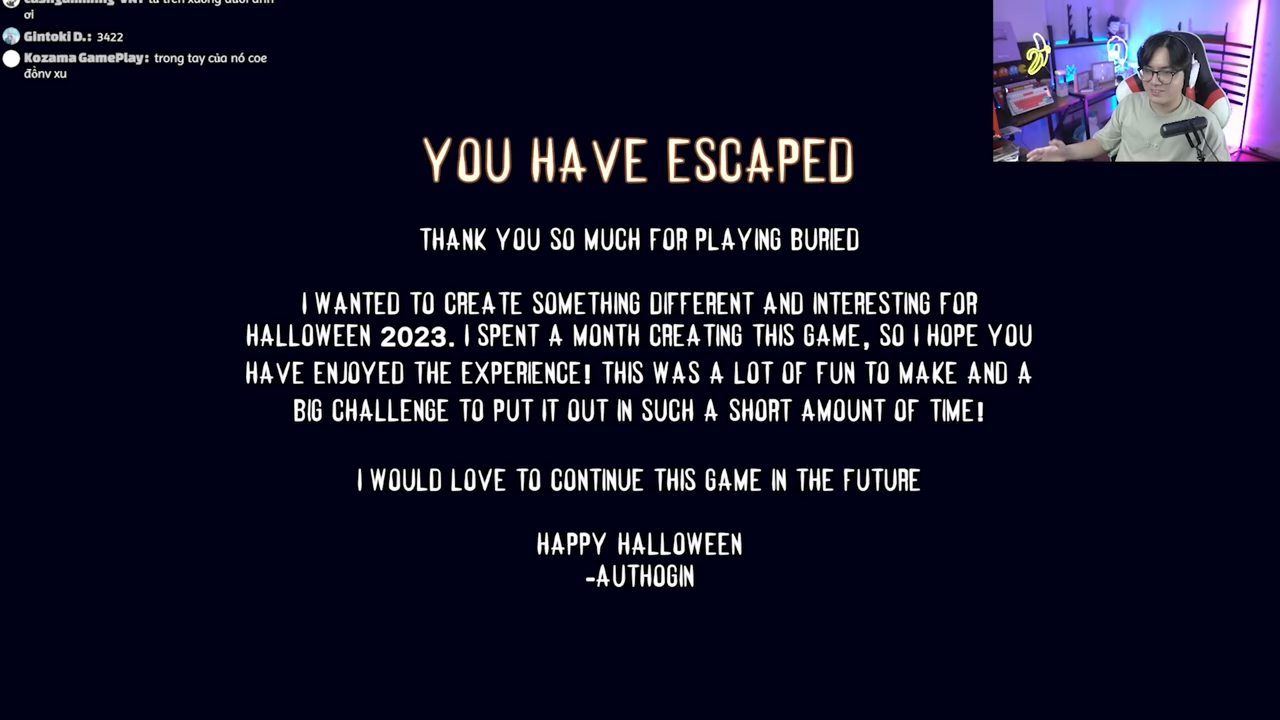 ơi
Gintoki D.: 3422
Kozama GamePlay: trong tay của nó coe
đồnv xu
YOU HAVE ESCAPED
THANK YOU SO MUCH FOR PLAYING BURIED
I WANTED TO CREATE SOMETHING DIFFERENT AND INTERESTING FOR
HALLOWEEN 2023. I SPENT A MONTH CREATING THIS GAME, SO I HOPE YOU
HAVE ENJOYED THE EXPERIENCE! THIS WAS A LOT OF FUN TO MAKE AND A
BIG CHALLENGE TO PUT IT OUT IN SUCH A SHORT AMOUNT OF TIME!
I WOULD LOVE TO CONTINUE THIS GAME IN THE FUTURE
HAPPY HALLOWEEN
-AUTHOGIN